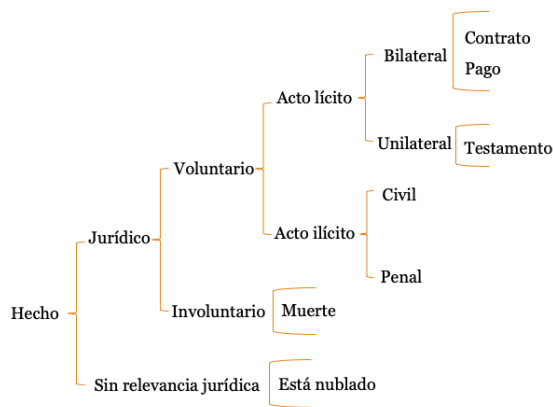 Hecho
Jurídico
Voluntario
Acto lícito
Bilateral
Contrato
Pago
Unilateral
Testamento
Acto ilícito
Civil
Penal
Involuntario
Muerte
Sin relevancia jurídica
Está nublado